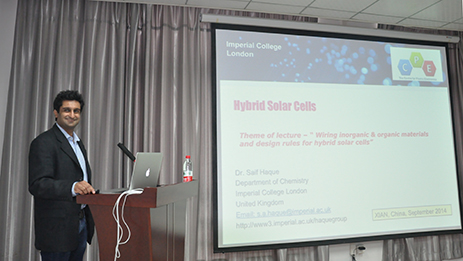 Imperial College
London
C P E
Hybrid Solar Cells
Theme of lecture – " Wiring inorganic & organic materials
and design rules for hybrid solar cells"
Dr. Saif Haque
Department of Chemistry
Imperial College London
United Kingdom
Email: s.a.haque@imperial.ac.uk
http://www3.imperial.ac.uk/haquegroup
XIAN, China, September 2014